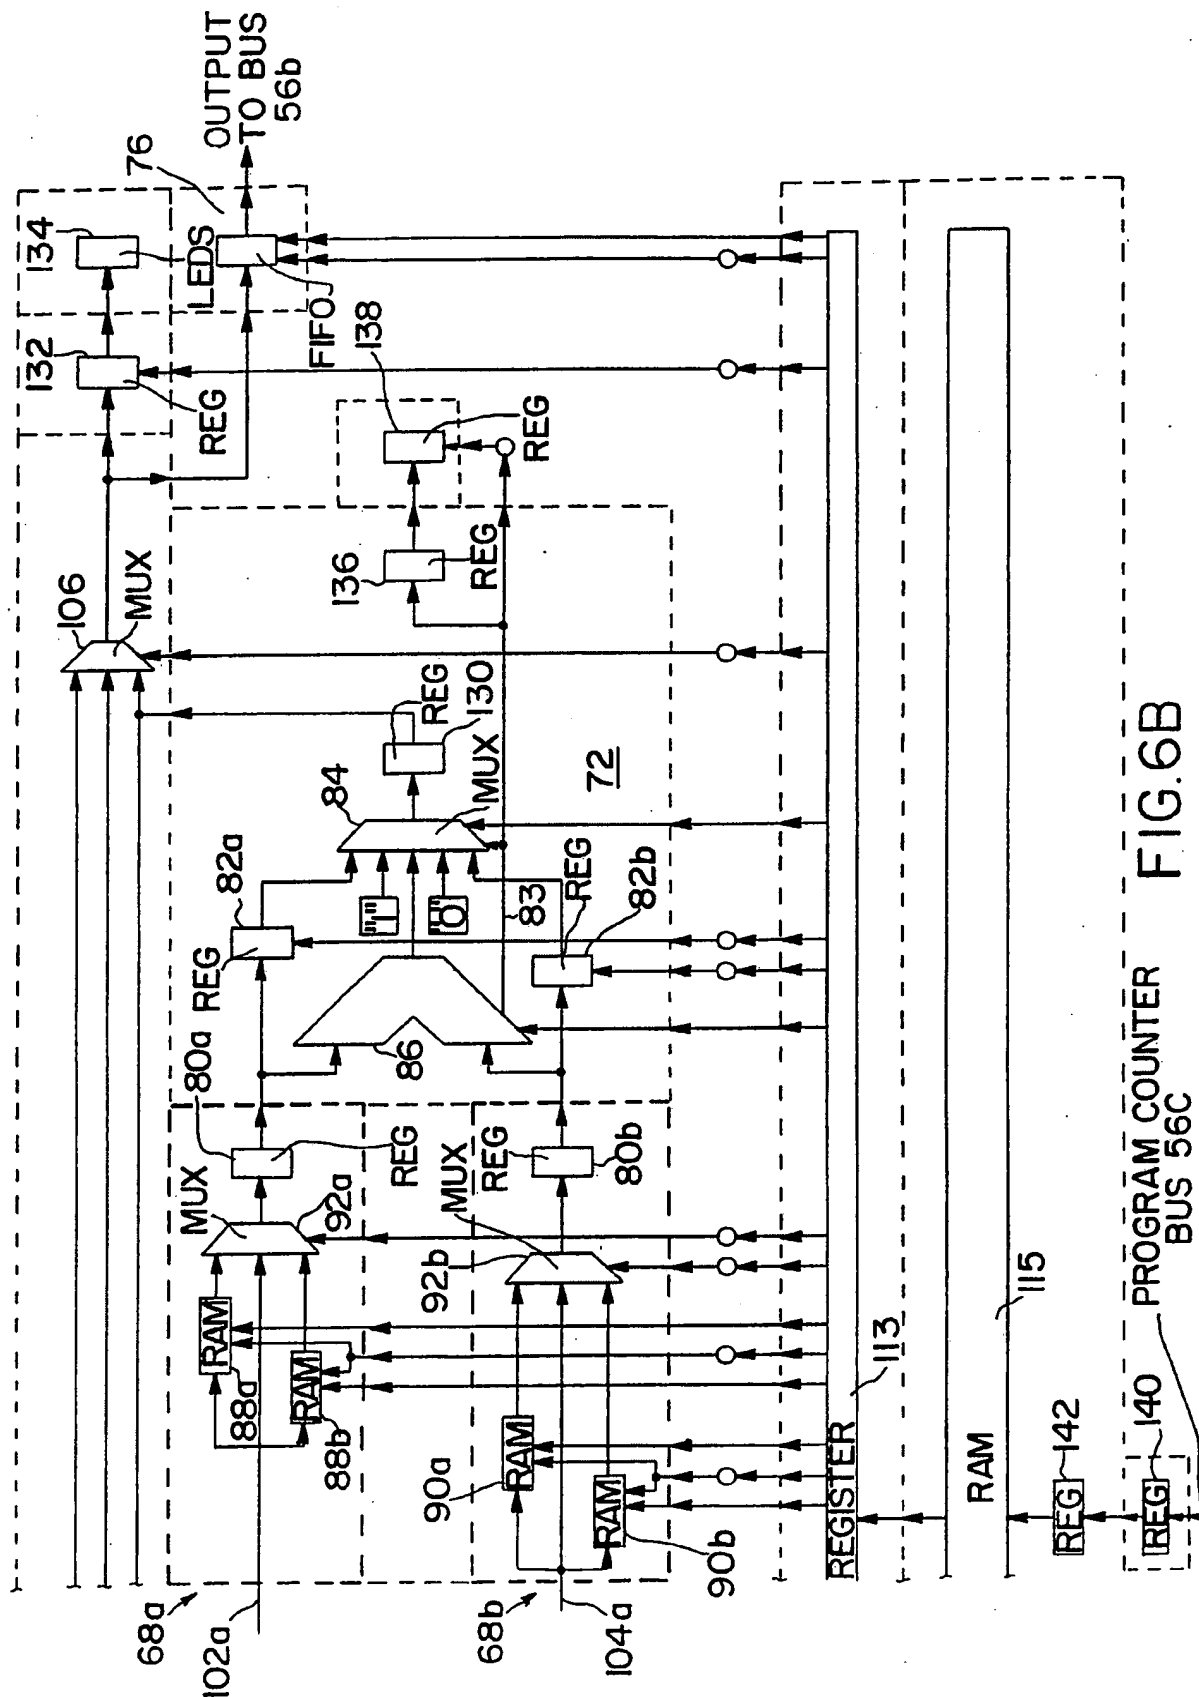 134
76
OUTPUT
TO BUS
56b
132
LEDS
REG
FIFO
106
MUX
138
REG
136
REG
82a
84
REG
130
REG
"1"
"0"
MUX
83
72
REG
82b
80a
86
MUX
REG
92a
RAM
88a
RAM
88b
68a
102a
REG
80b
MUX
92b
90a
RAM
RAM
90b
68b
104a
REGISTER
113
RAM
115
REG
142
REG
140
PROGRAM COUNTER
BUS 56C
FIG.6B